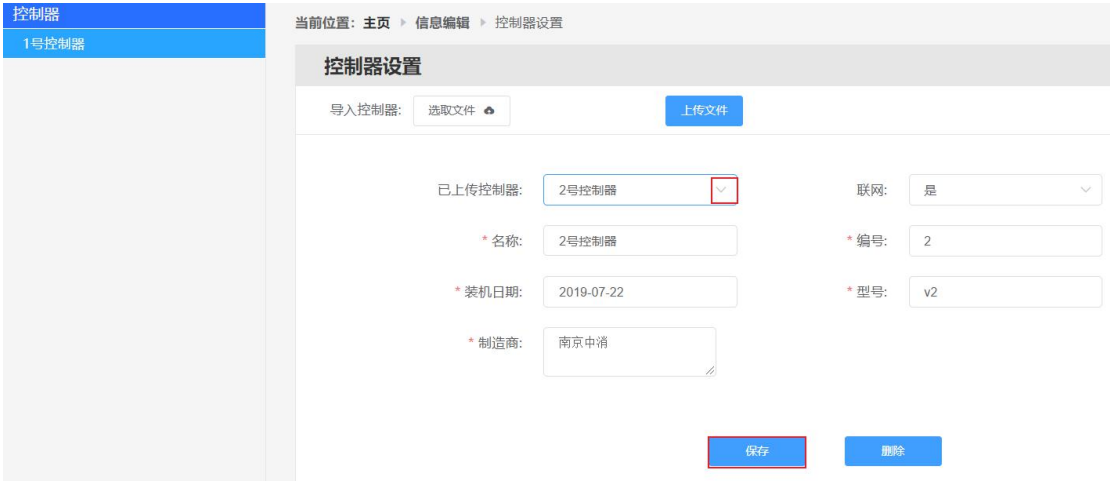 控制器
1号控制器
当前位置：主页 信息编辑 控制器设置
控制器设置
导入控制器: 选取文件 上传文件
已上传控制器: 2号控制器 联网: 是
* 名称: 2号控制器 * 编号: 2
* 装机日期: 2019-07-22 * 型号: v2
* 制造商: 南京中消
保存 删除